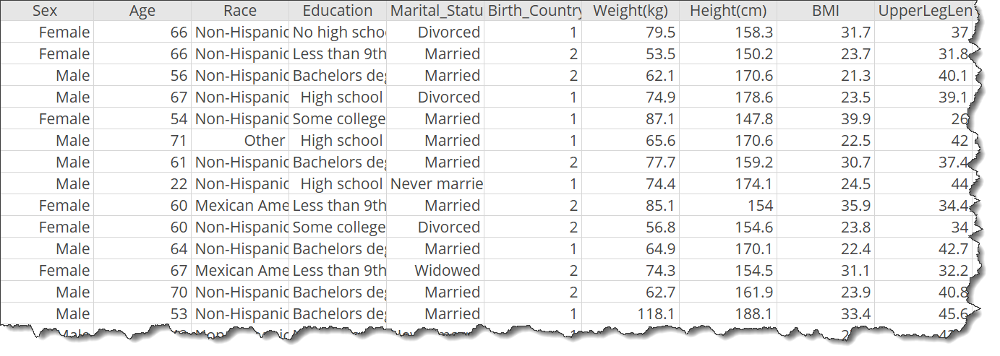 Sex Age Race Education Marital_Statu Birth_Country Weight(kg) Height(cm) BMI UpperLegLen
Female 66 Non-Hispanic No high scho Divorced 1 79.5 158.3 31.7 37
Female 66 Non-Hispanic Less than 9th Married 2 53.5 150.2 23.7 31.8
Male 56 Non-Hispanic Bachelors deg Married 2 62.1 170.6 21.3 40.1
Male 67 Non-Hispanic High school Divorced 1 74.9 178.6 23.5 39.1
Female 54 Non-Hispanic Some college Married 1 87.1 147.8 39.9 26
Male 71 Other High school Married 1 65.6 170.6 22.5 42
Male 61 Non-Hispanic Bachelors deg Married 2 77.7 159.2 30.7 37.4
Male 22 Non-Hispanic High school Never marrie 1 74.4 174.1 24.5 44
Female 60 Mexican Ame Less than 9th Married 2 85.1 154 35.9 34.4
Female 60 Non-Hispanic Some college Divorced 2 56.8 154.6 23.8 34
Male 64 Non-Hispanic Bachelors deg Married 1 64.9 170.1 22.4 42.7
Female 67 Mexican Ame Less than 9th Widowed 2 74.3 154.5 31.1 32.2
Male 70 Non-Hispanic Bachelors deg Married 2 62.7 161.9 23.9 40.8
Male 53 Non-Hispanic Bachelors deg Married 1 118.1 188.1 33.4 45.6